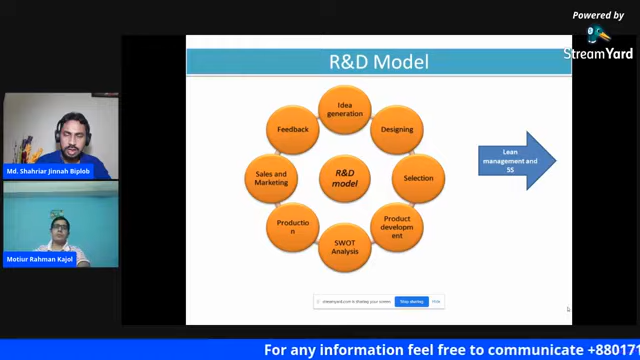 Powered by
StreamYard
R&D Model
Idea
generation
Feedback
Designing
Sales and
Marketing
R&D
model
Selection
Productio
n
Product
developm
ent
SWOT
Analysis
Lean
management and
5S
Md. Shahriar Jinnah Biplob
Motiur Rahman Kajol
streamyard.com is sharing your screen.
Stop sharing
Hide
For any information feel free to communicate +880171